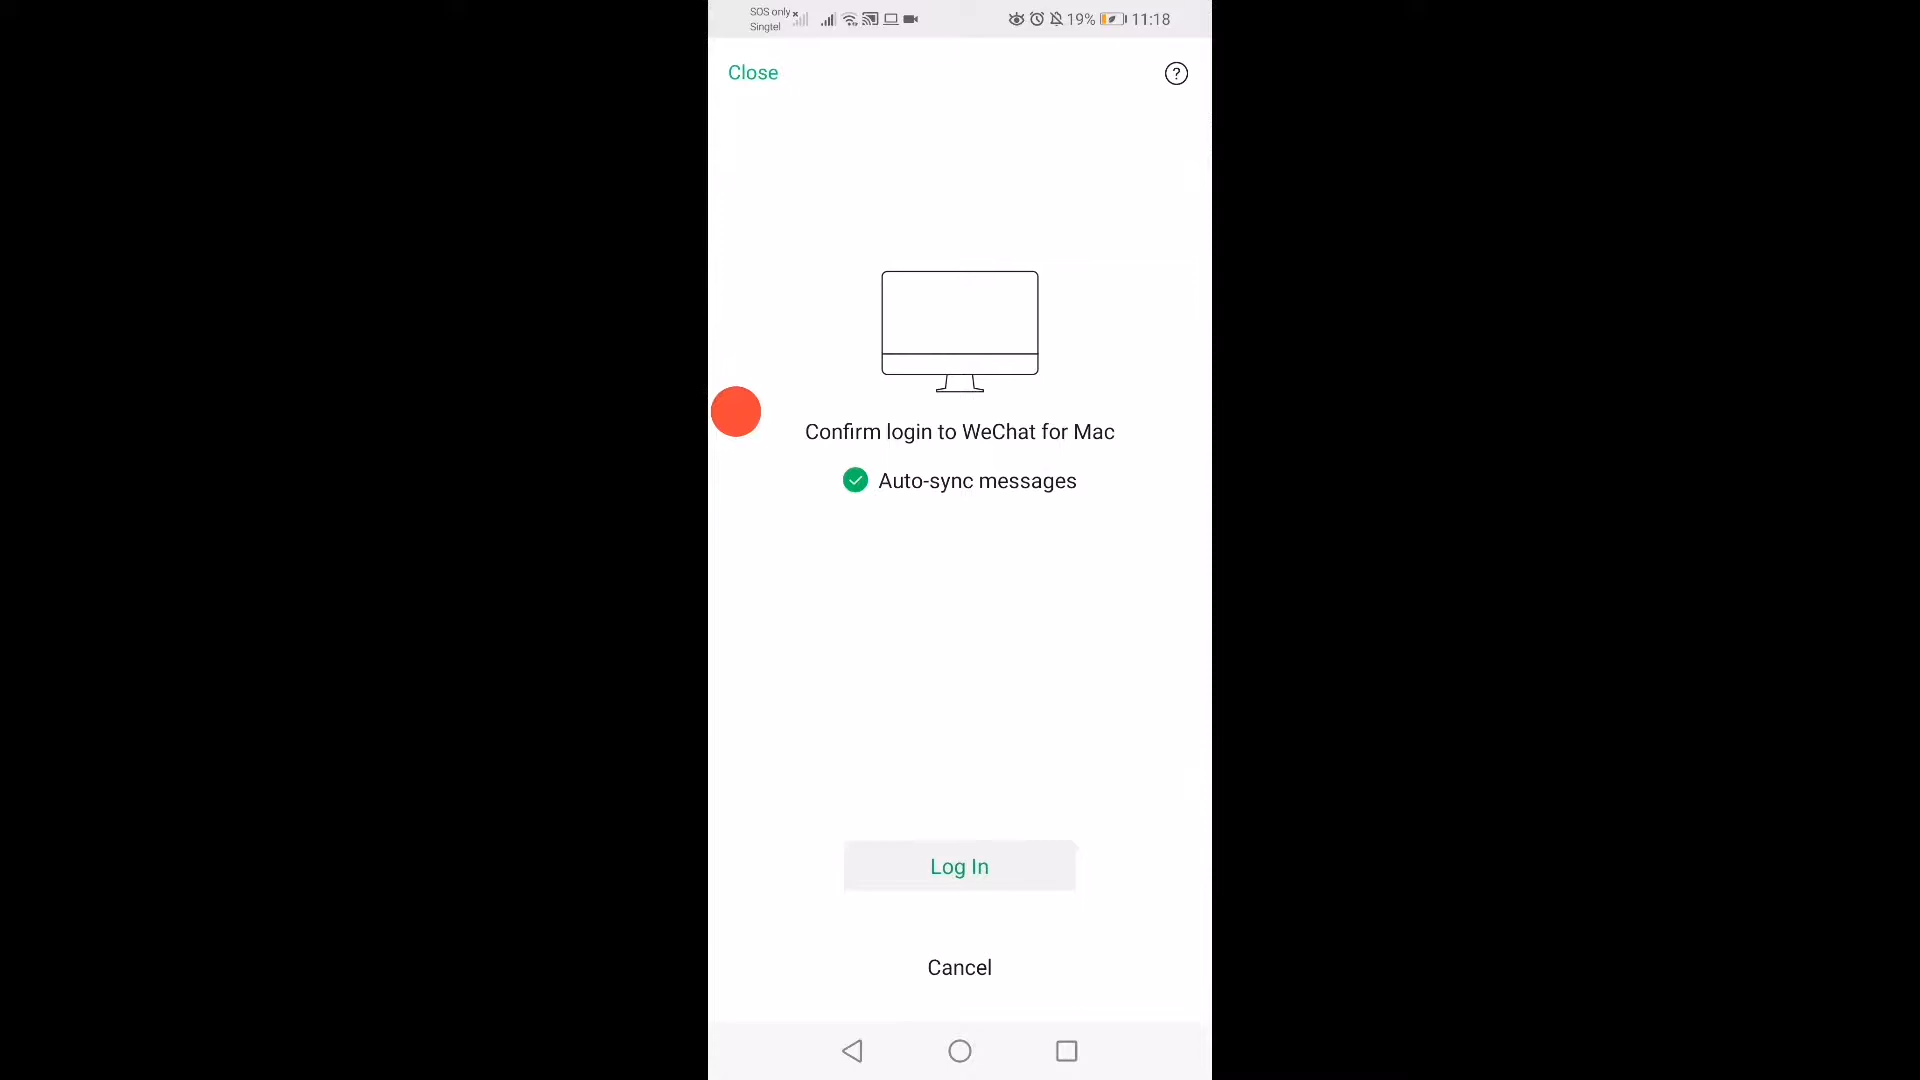 SOS only
Singtel
19%
11:18
Close
?
Confirm login to WeChat for Mac
Auto-sync messages
Log In
Cancel